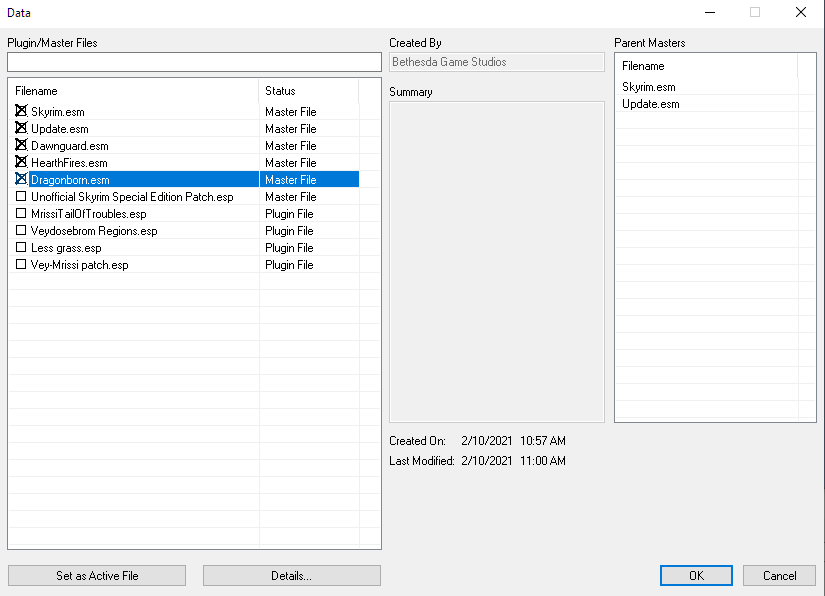 Data
Plugin/Master Files
Created By
Parent Masters
Bethesda Game Studios
Filename Status
Skyrim.esm Master File
Update.esm Master File
Dawnguard.esm Master File
HearthFires.esm Master File
Dragonborn.esm Master File
Unofficial Skyrim Special Edition Patch.esp Master File
MrissiTailOfTroubles.esp Plugin File
Veydosebrom Regions.esp Plugin File
Less grass.esp Plugin File
Vey-Mrissi patch.esp Plugin File
Summary
Filename
Skyrim.esm
Update.esm
Created On: 2/10/2021 10:57 AM
Last Modified: 2/10/2021 11:00 AM
Set as Active File
Details...
OK
Cancel